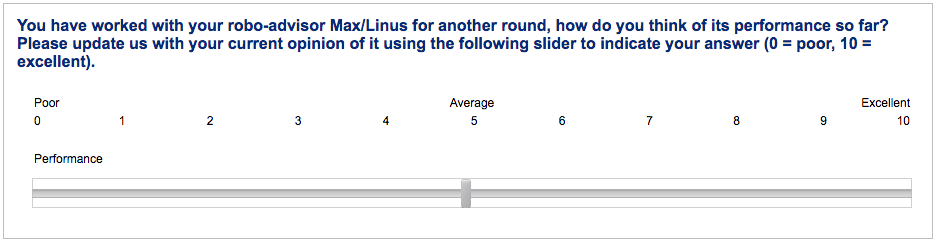 You have worked with your robo-advisor Max/Linus for another round, how do you think of its performance so far?
Please update us with your current opinion of it using the following slider to indicate your answer (0 = poor, 10 =
excellent).
Poor Average Excellent
0 1 2 3 4 5 6 7 8 9 10
Performance